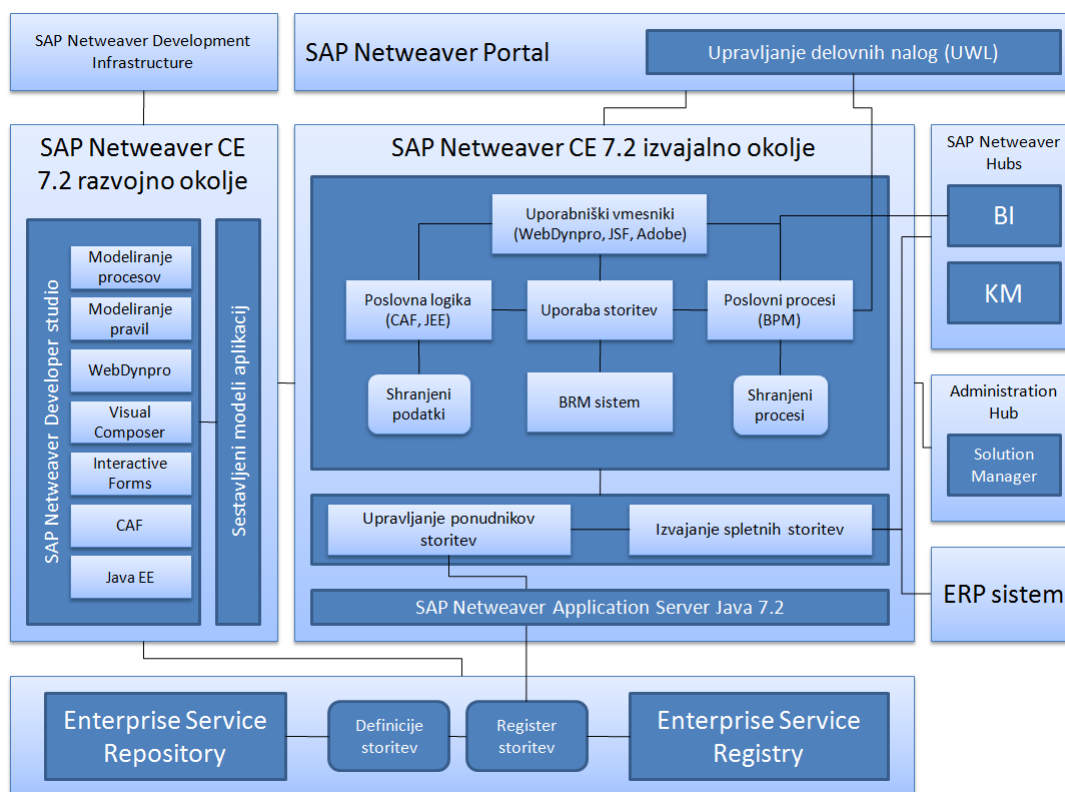 SAP Netweaver Development
Infrastructure
SAP Netweaver Portal
Upravljanje delovnih nalog (UWL)
SAP Netweaver CE
7.2 razvojno okolje
SAP Netweaver Developer studio
Modeliranje
procesov
Modeliranje
pravil
WebDynpro
Visual
Composer
Interactive
Forms
CAF
Java EE
Sestavljeni modeli aplikacij
SAP Netweaver CE 7.2 izvajalno okolje
Uporabniški vmesniki
(WebDynpro, JSF, Adobe)
Poslovna logika
(CAF, JEE)
Uporaba storitev
Poslovni procesi
(BPM)
Shranjeni
podatki
BRM sistem
Shranjeni
procesi
Upravljanje ponudnikov
storitev
Izvajanje spletnih storitev
SAP Netweaver Application Server Java 7.2
SAP Netweaver
Hubs
BI
KM
Administration
Hub
Solution
Manager
ERP sistem
Enterprise Service
Repository
Definicije
storitev
Register
storitev
Enterprise Service
Registry